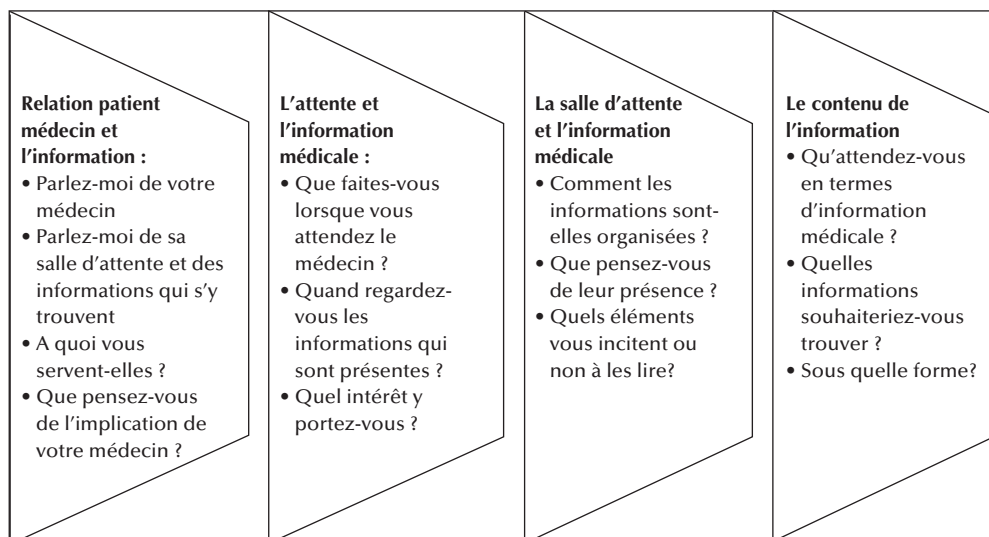 Relation patient
médecin et
l'information :
• Parlez-moi de votre
médecin
• Parlez-moi de sa
salle d'attente et des
informations qui s'y
trouvent
• A quoi vous
servent-elles ?
• Que pensez-vous
de l'implication de
votre médecin ?
L'attente et
l'information
médicale :
• Que faites-vous
lorsque vous
attendez le
médecin ?
• Quand regardez-
vous les
informations qui
sont présentes ?
• Quel intérêt y
portez-vous ?
La salle d'attente
et l'information
médicale
• Comment les
informations sont-
elles organisées ?
• Que pensez-vous
de leur présence ?
• Quels éléments
vous incitent ou
non à les lire?
Le contenu de
l'information
• Qu'attendez-vous
en termes
d'information
médicale ?
• Quelles
informations
souhaiteriez-vous
trouver ?
• Sous quelle forme?